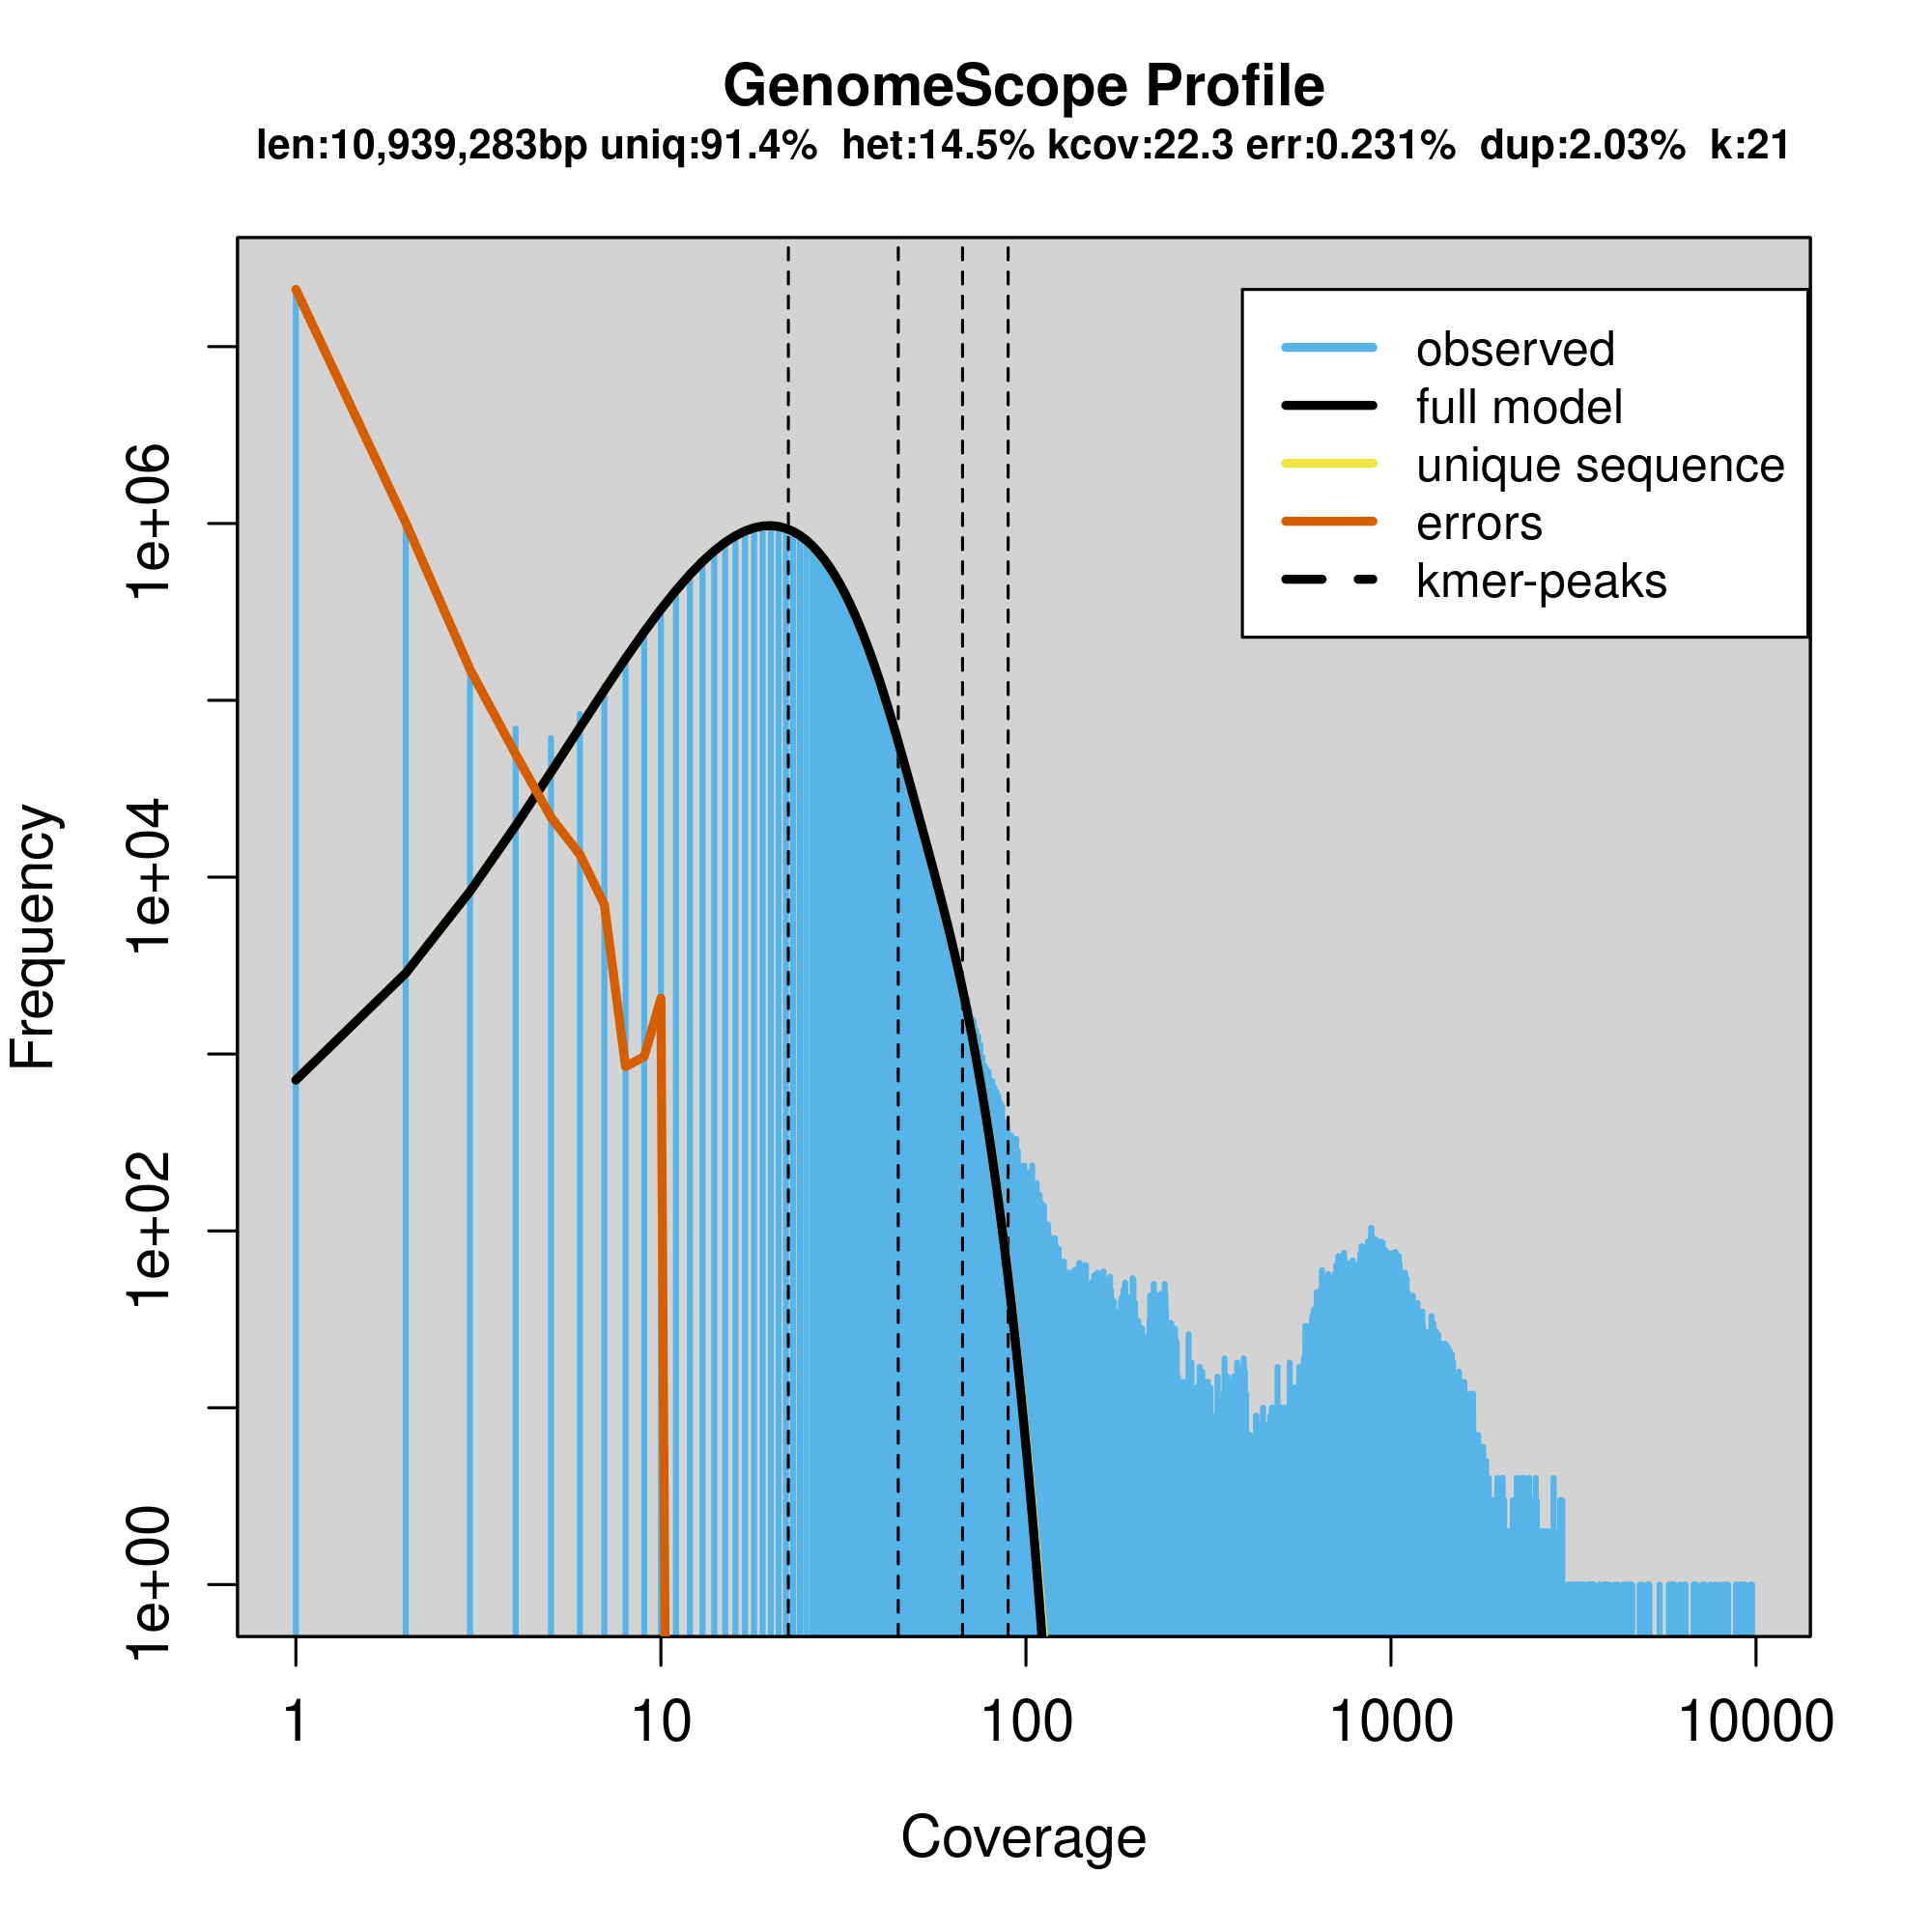 GenomeScope Profile
len:10,939,283bp uniq:91.4% het:14.5% kcov:22.3 err:0.231% dup:2.03% k:21
observed
full model
unique sequence
errors
kmer-peaks
Frequency
1e+06
1e+04
1e+02
1e+00
1 10 100 1000 10000
Coverage